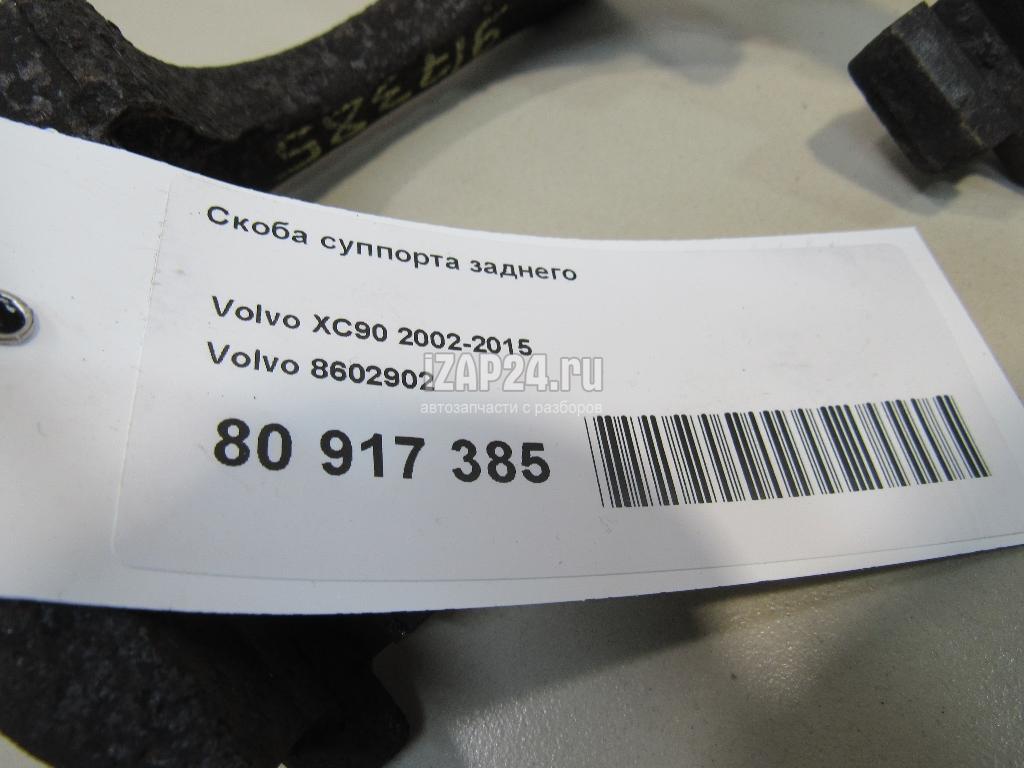 Скоба суппорта заднего
Volvo XC90 2002-2015
Volvo 8602902
iZAP24.ru
автозапчасти с разборов
80 917 385